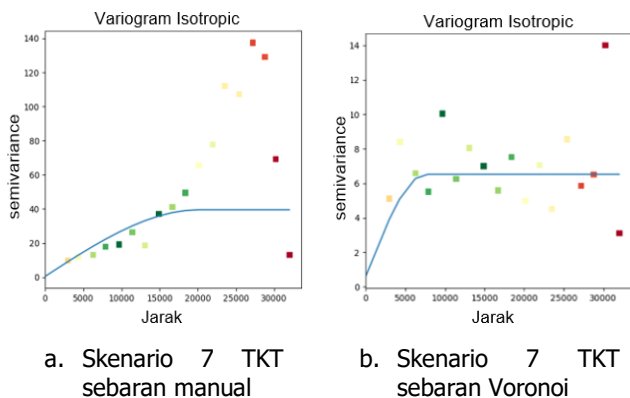 Variogram Isotropic
140
120
100
80
60
40
20
0
semivariance
0 5000 10000 15000 20000 25000 30000
Jarak
a. Skenario 7 TKT
sebaran manual
Variogram Isotropic
14
12
10
8
6
4
2
0
semivariance
0 5000 10000 15000 20000 25000 30000
Jarak
b. Skenario 7 TKT
sebaran Voronoi